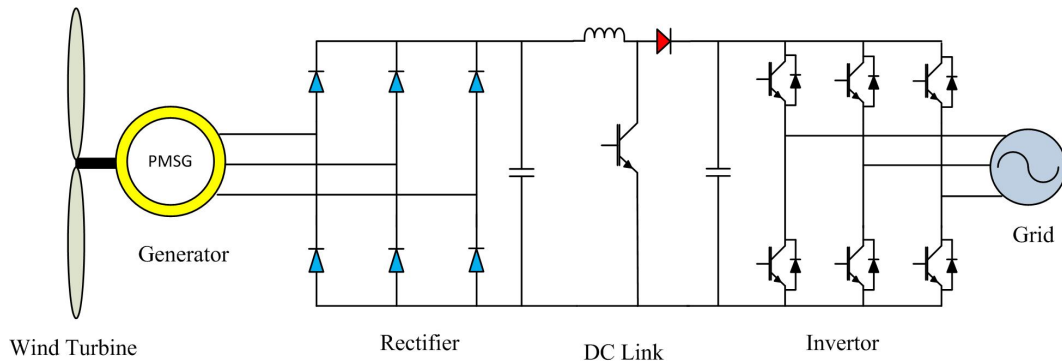 PMSG
Generator
Grid
Wind Turbine
Rectifier
DC Link
Invertor